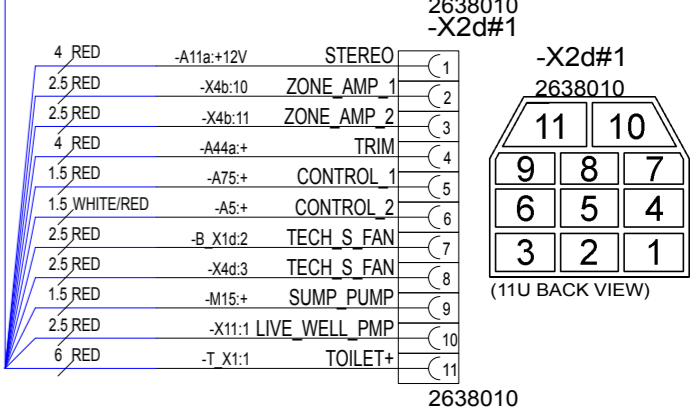 2638010
-X2d#1
4 RED -A11a:+12V STEREO 1
2.5 RED -X4b:10 ZONE_AMP_1 2
2.5 RED -X4b:11 ZONE_AMP_2 3
4 RED -A44a:+ TRIM 4
1.5 RED -A75:+ CONTROL_1 5
1.5 WHITE/RED -A5:+ CONTROL_2 6
2.5 RED -B_X1d:2 TECH_S_FAN 7
2.5 RED -X4d:3 TECH_S_FAN 8
1.5 RED -M15:+ SUMP_PUMP 9
2.5 RED -X11:1 LIVE_WELL_PMP 10
6 RED -T_X1:1 TOILET+ 11
2638010
-X2d#1
2638010
11 10
9 8 7
6 5 4
3 2 1
(11U BACK VIEW)